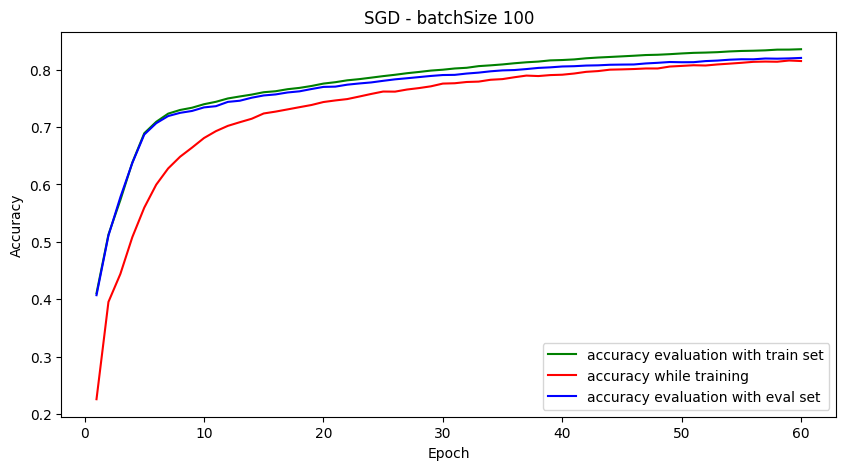 SGD - batchSize 100
Accuracy
0.8
0.7
0.6
0.5
0.4
0.3
0.2
accuracy evaluation with train set
accuracy while training
accuracy evaluation with eval set
0 10 20 30 40 50 60
Epoch